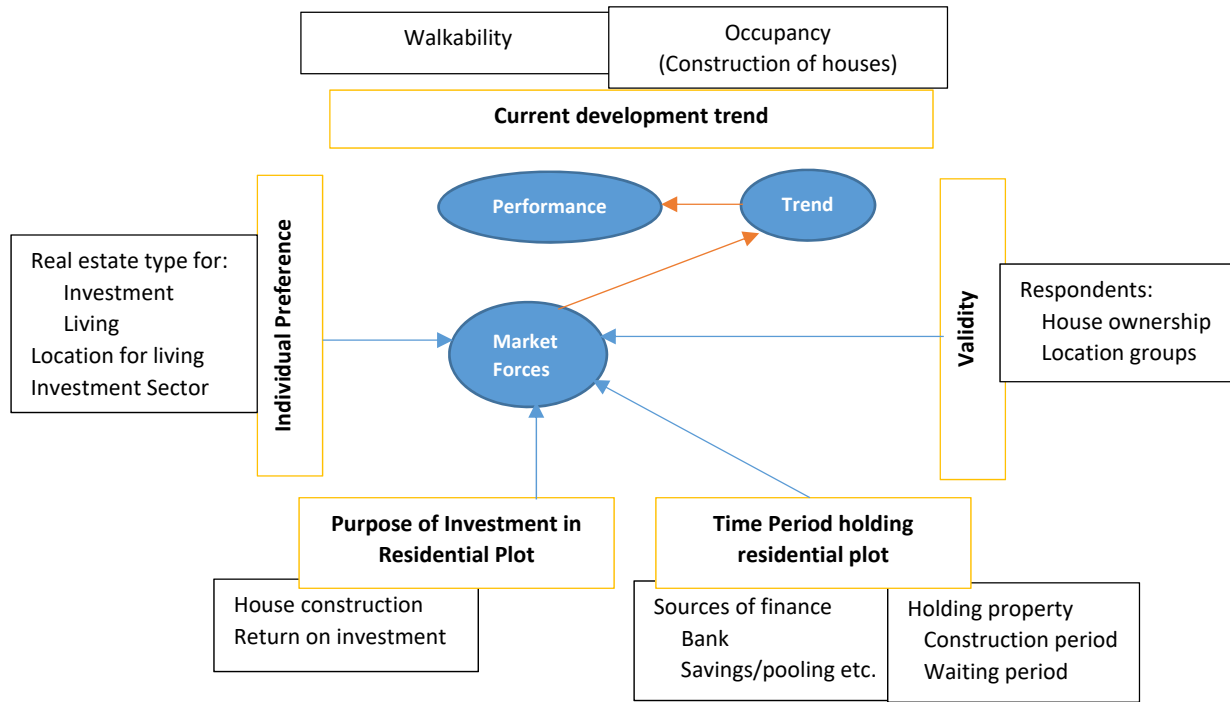 Walkability
Occupancy
(Construction of houses)
Current development trend
Performance
Trend
Individual Preference
Real estate type for:
Investment
Living
Location for living
Investment Sector
Market
Forces
Validity
Respondents:
House ownership
Location groups
Purpose of Investment in
Residential Plot
Time Period holding
residential plot
House construction
Return on investment
Sources of finance
Bank
Savings/pooling etc.
Holding property
Construction period
Waiting period